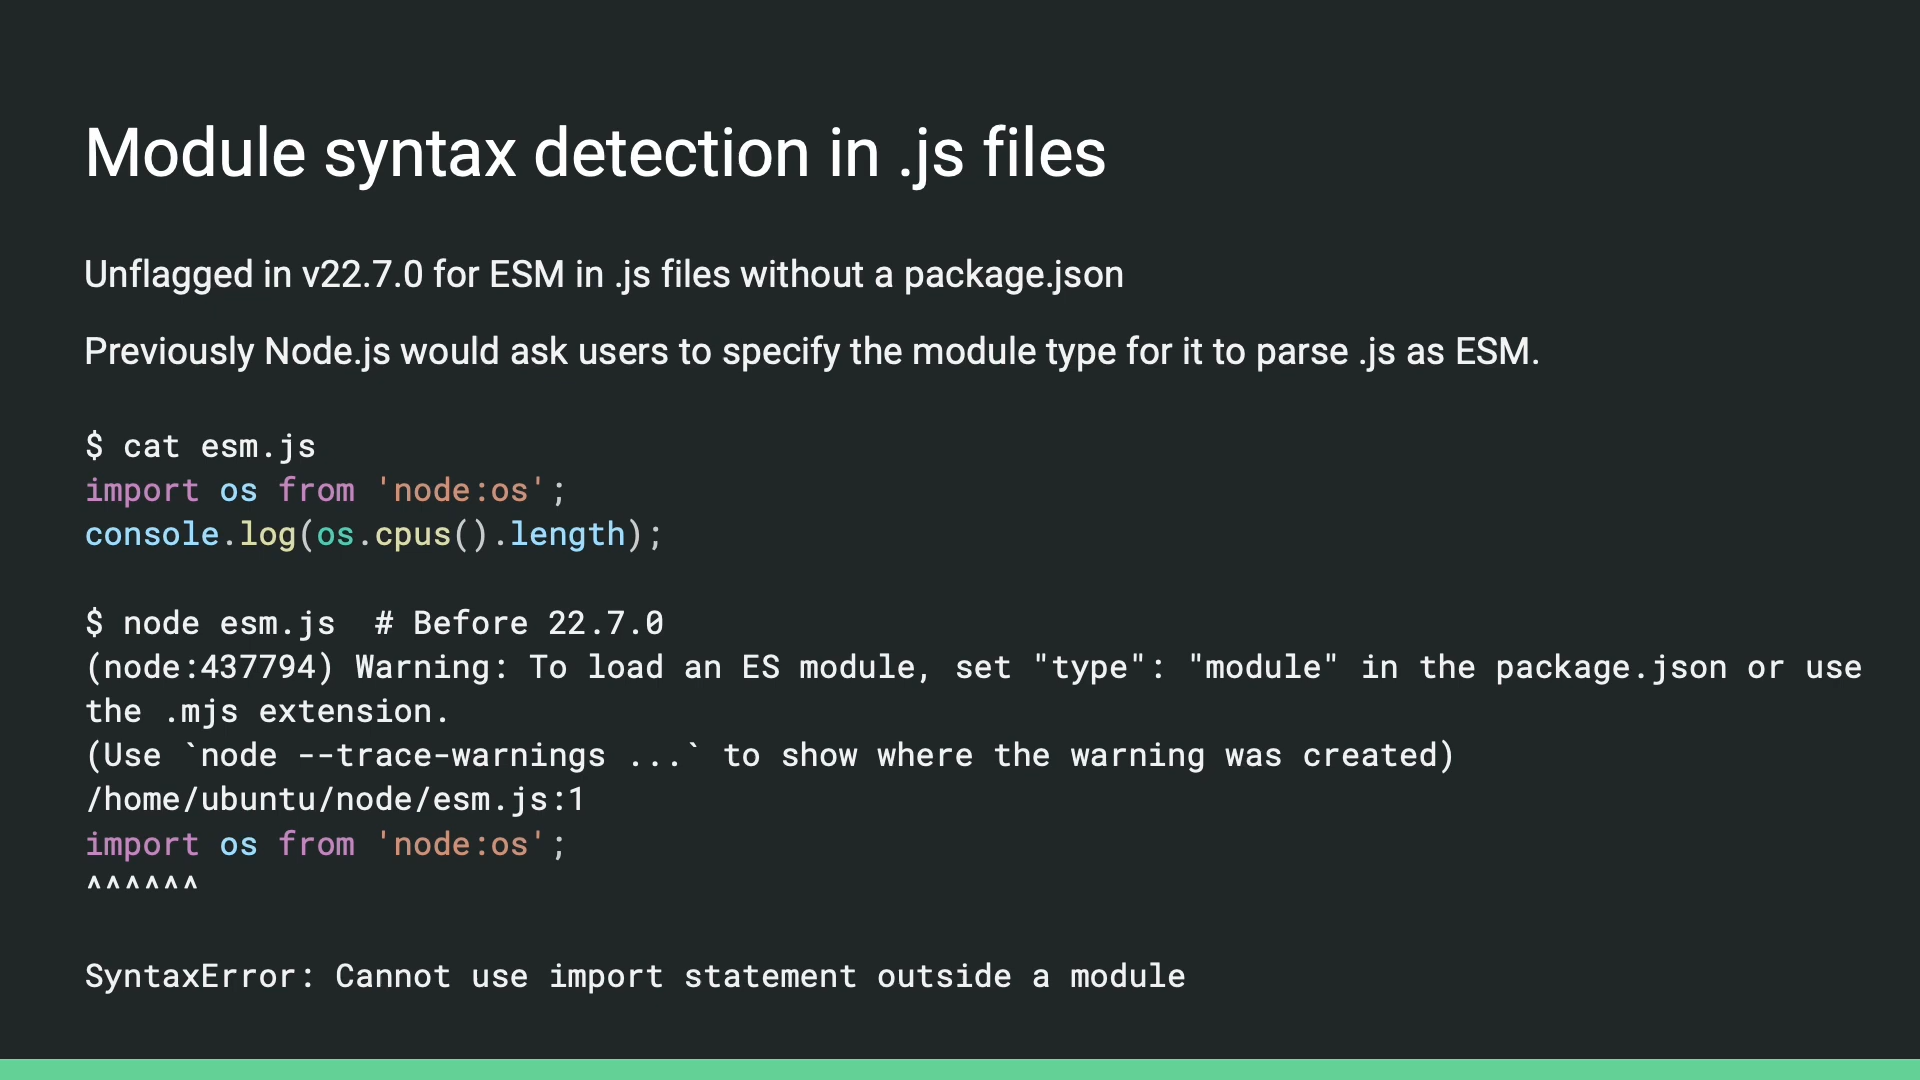 Module syntax detection in .js files
Unflagged in v22.7.0 for ESM in .js files without a package.json
Previously Node.js would ask users to specify the module type for it to parse .js as ESM.
$ cat esm.js
import os from 'node:os';
console.log(os.cpus().length);
$ node esm.js  # Before 22.7.0
(node:437794) Warning: To load an ES module, set "type": "module" in the package.json or use
the .mjs extension.
(Use `node --trace-warnings ...` to show where the warning was created)
/home/ubuntu/node/esm.js:1
import os from 'node:os';
^^^^^^
SyntaxError: Cannot use import statement outside a module